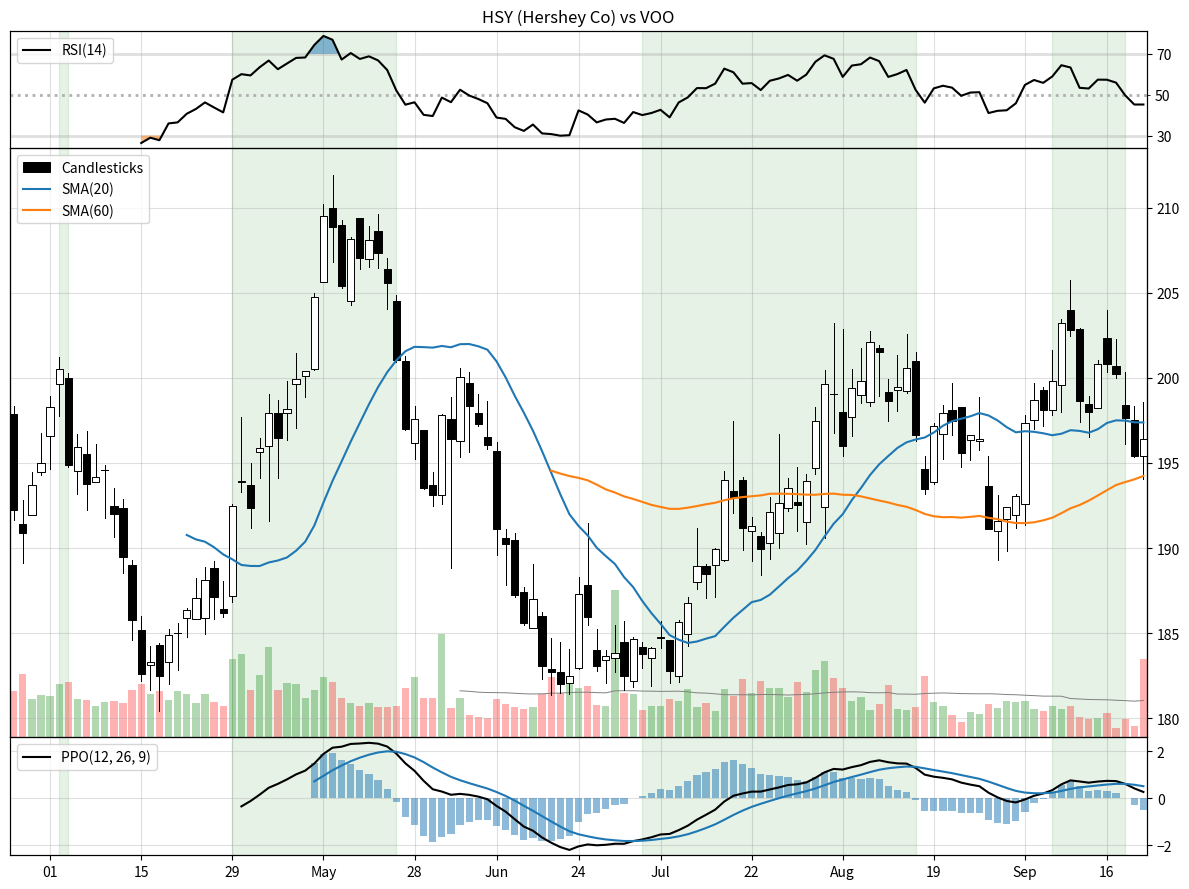 HSY (Hershey Co) vs VOO
RSI(14)
70
50
30
Candlesticks
SMA(20)
SMA(60)
210
205
200
195
190
185
180
PPO(12, 26, 9)
2
0
−2
01 15 29 May 28 Jun 24 Jul 22 Aug 19 Sep 16